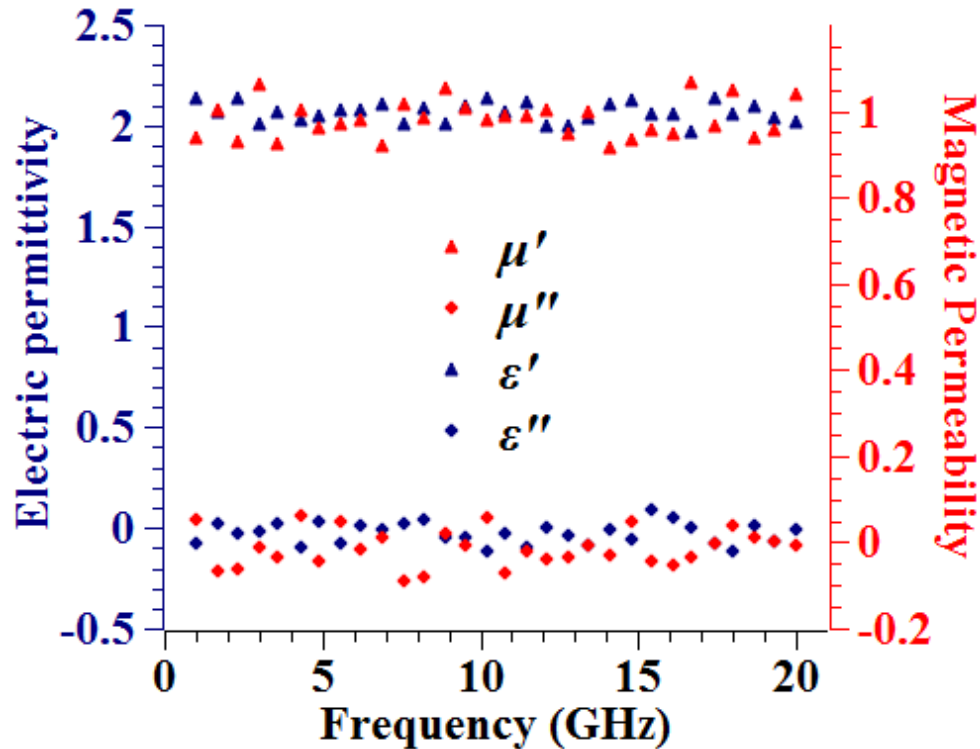 2.5
2
1.5
1
0.5
0
-0.5
Electric permittivity
μ′
μ″
ε′
ε″
1
0.8
0.6
0.4
0.2
0
-0.2
Magnetic Permeability
0 5 10 15 20
Frequency (GHz)